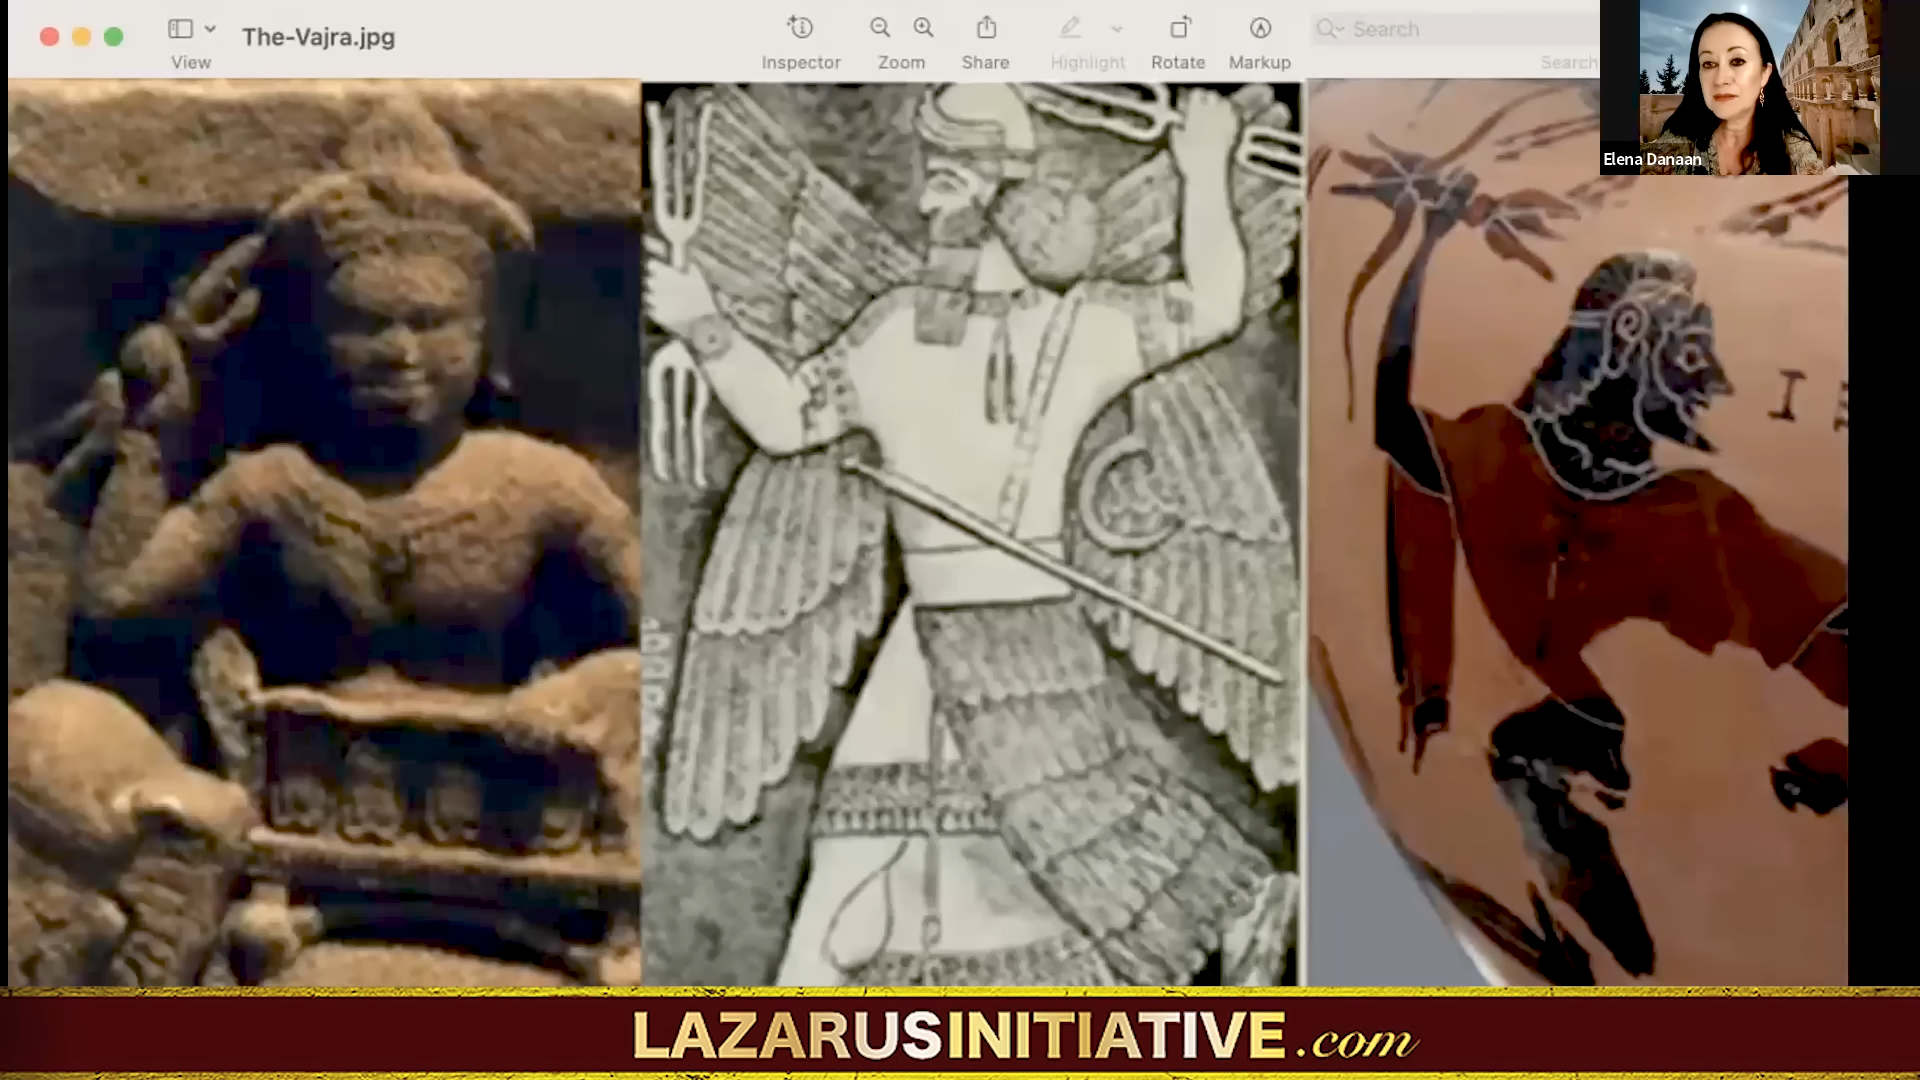 The-Vajra.jpg
View
Inspector
Zoom
Share
Highlight
Rotate
Markup
Search
Search
Elena Danaan
LAZARUSINITIATIVE.com